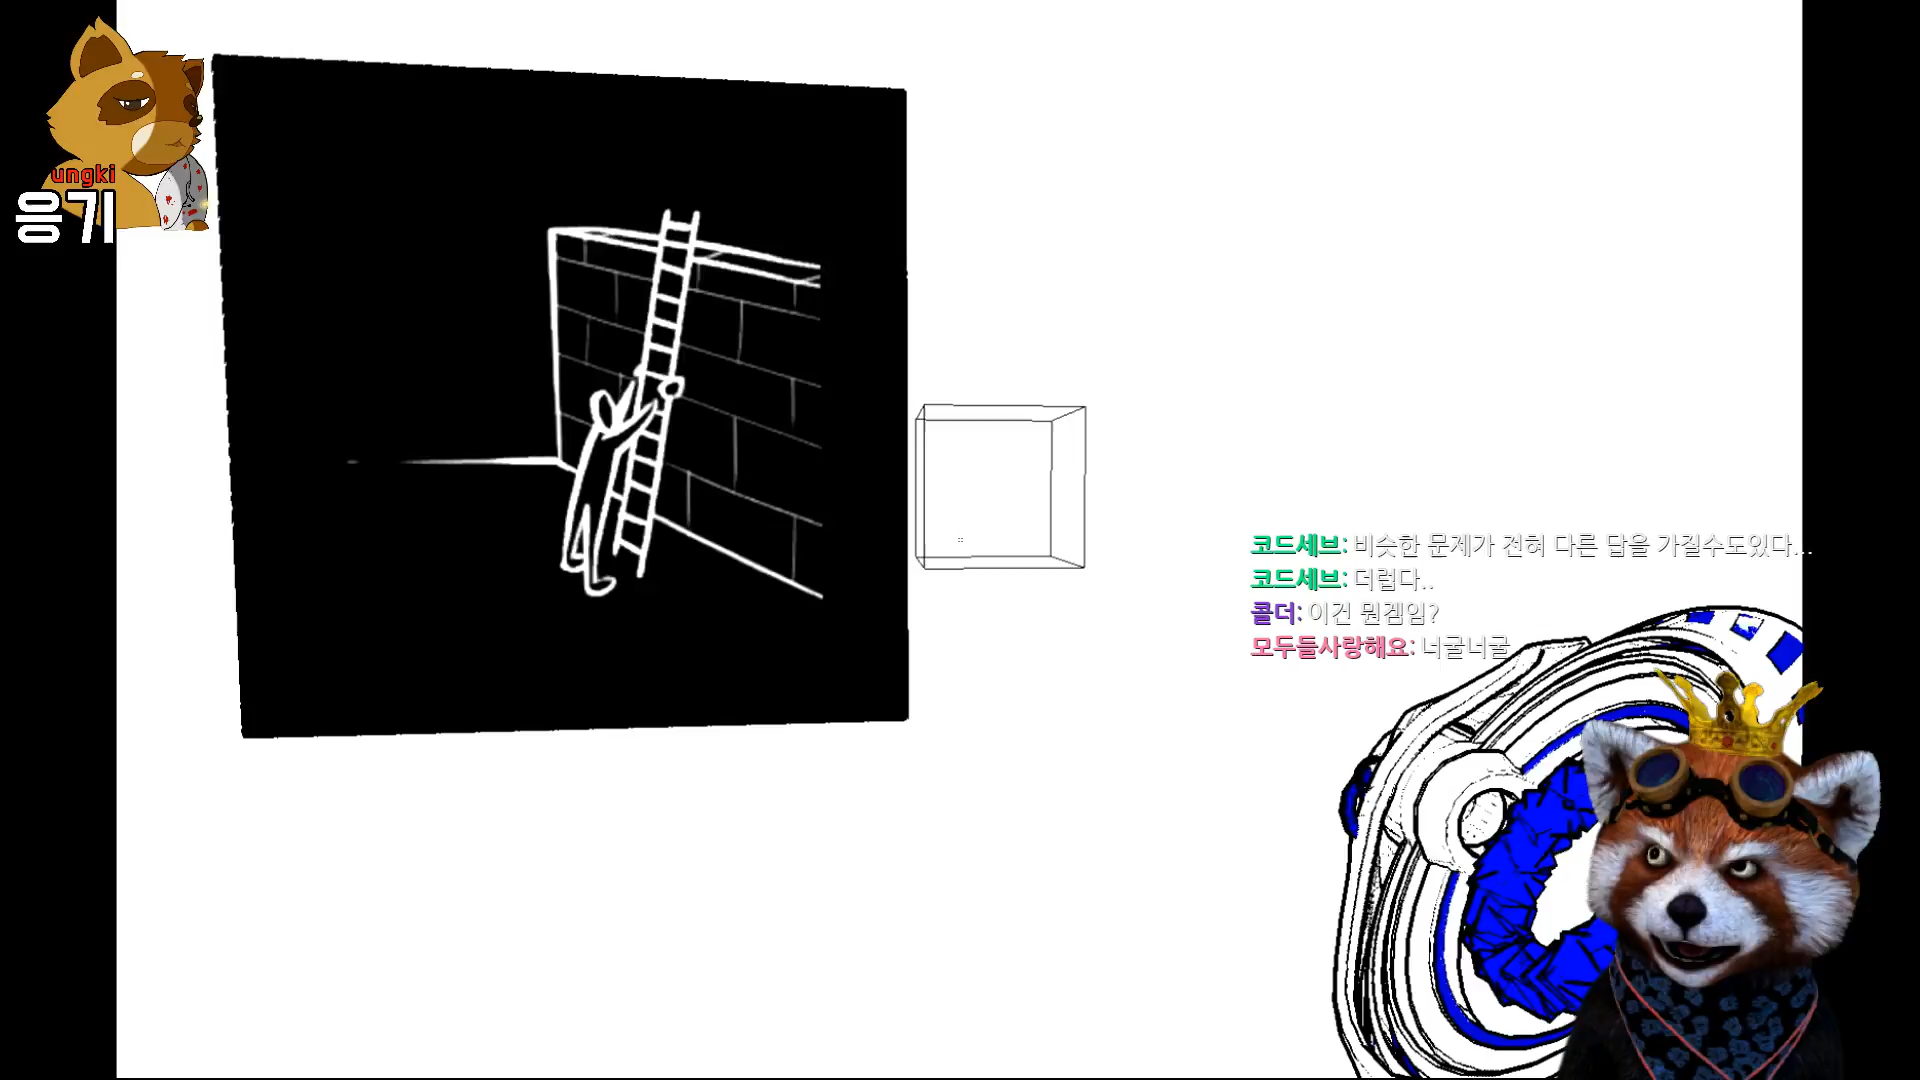 ungki
응기
코드세브: 비슷한 문제가 전혀 다른 답을 가질수도있다...
코드세브: 더럽다..
콜더: 이건 뭔겜임?
모두들사랑해요: 너굴너굴